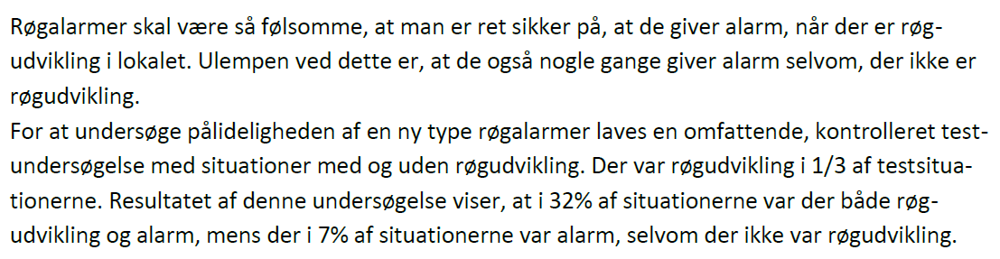 Røgalarmer skal være så følsomme, at man er ret sikker på, at de giver alarm, når der er røg-
udvikling i lokalet. Ulempen ved dette er, at de også nogle gange giver alarm selvom, der ikke er
røgudvikling.
For at undersøge pålideligheden af en ny type røgalarmer laves en omfattende, kontrolleret test-
undersøgelse med situationer med og uden røgudvikling. Der var røgudvikling i 1/3 af testsitua-
tionerne. Resultatet af denne undersøgelse viser, at i 32% af situationerne var der både røg-
udvikling og alarm, mens der i 7% af situationerne var alarm, selvom der ikke var røgudvikling.